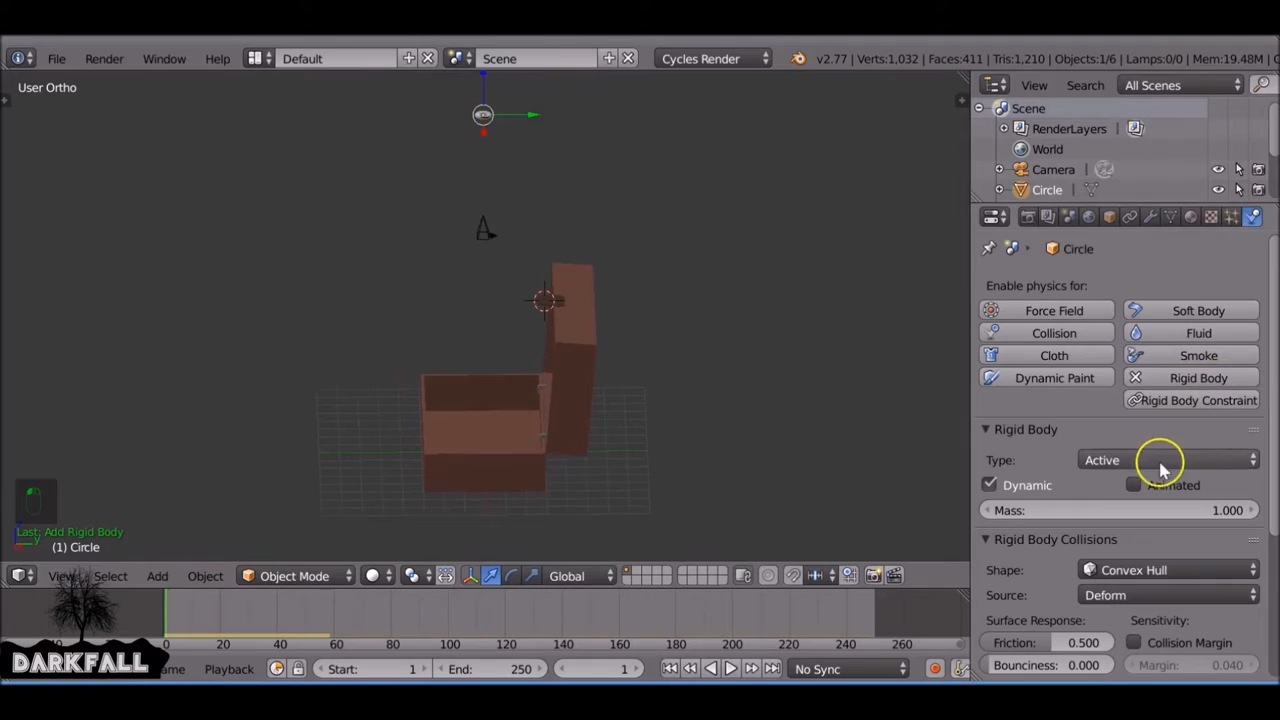 File Render Window Help Default Scene Cycles Render v2.77 | Verts:1,032 | Faces:411 | Tris:1,210 | Objects:1/6 | Lamps:0/0 | Mem:19.48M
User Ortho
View Search All Scenes
Scene
RenderLayers
World
Camera
Circle
Circle
Enable physics for:
Force Field Soft Body
Collision Fluid
Cloth Smoke
Dynamic Paint Rigid Body
Rigid Body Constraint
Rigid Body
Type: Active
Dynamic Animated
Mass: 1.000
Rigid Body Collisions
Shape: Convex Hull
Source: Deform
Surface Response: Sensitivity:
Friction: 0.500 Collision Margin
Bounciness: 0.000 Margin: 0.040
Last: Add Rigid Body
(1) Circle
Select Add Object Object Mode Global
0 20 40 60 80 100 120 140 160 180 200 220 240 260
DARKFALL
Playback Start: 1 End: 250 1 No Sync